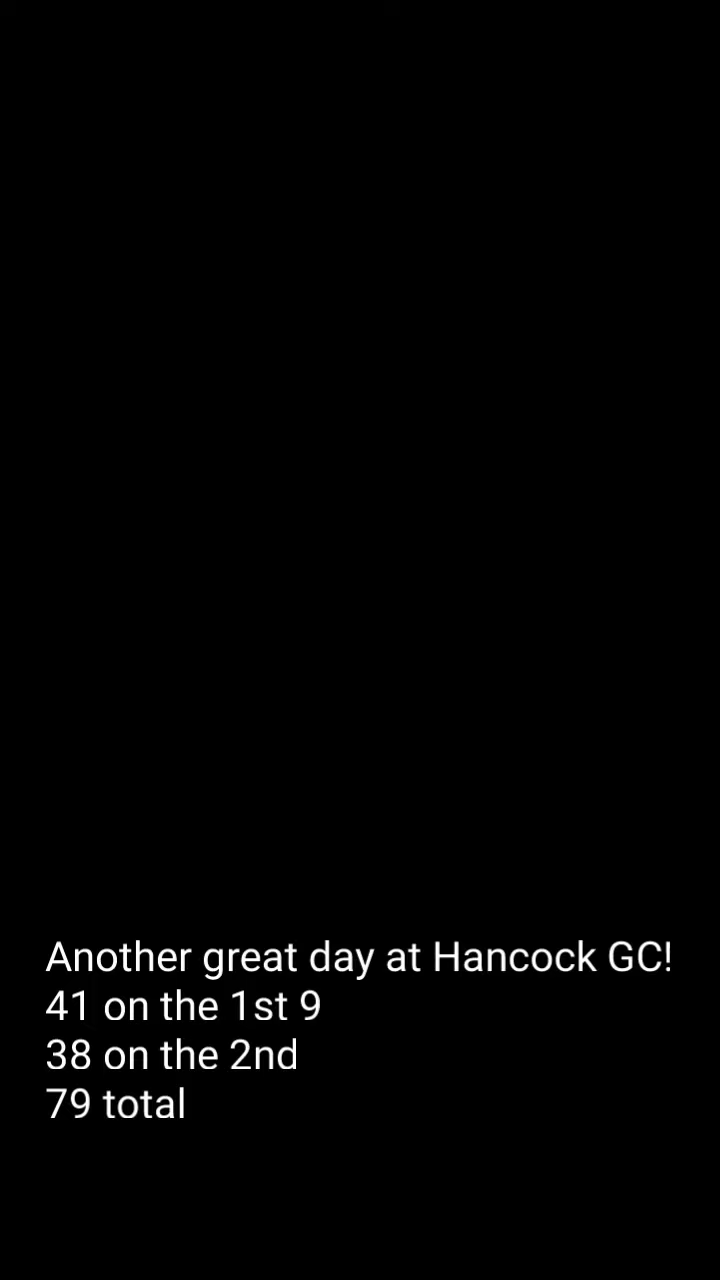 Another great day at Hancock GC!
41 on the 1st 9
38 on the 2nd
79 total